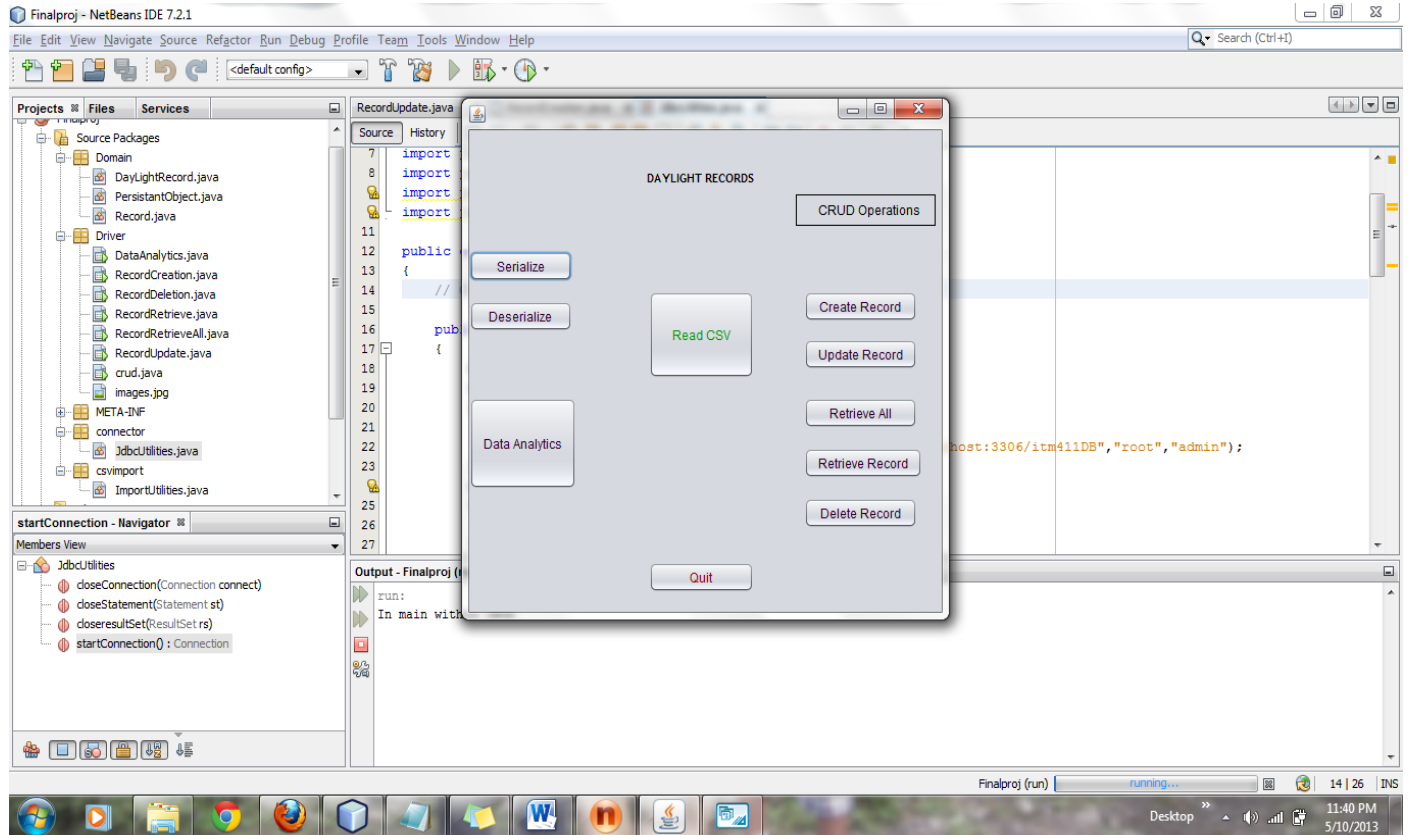 Finalproj - NetBeans IDE 7.2.1
File Edit View Navigate Source Refactor Run Debug Profile Team Tools Window Help
Search (Ctrl+I)
<default config>
Projects Files Services
RecordUpdate.java
Source History
Finalproj
Source Packages
Domain
DayLightRecord.java
PersistantObject.java
Record.java
Driver
DataAnalytics.java
RecordCreation.java
RecordDeletion.java
RecordRetrieve.java
RecordRetrieveAll.java
RecordUpdate.java
crud.java
images.jpg
META-INF
connector
JdbcUtilities.java
csvimport
ImportUtilities.java
7 import
8 import
import
import
11
12 public
13 {
14 //
15
16 pub
17 {
18
19
20
21
22 host:3306/itm411DB","root","admin");
23
25
26
27
DAYLIGHT RECORDS
CRUD Operations
Serialize
Deserialize
Read CSV
Create Record
Update Record
Data Analytics
Retrieve All
Retrieve Record
Delete Record
Quit
startConnection - Navigator
Members View
JdbcUtilities
closeConnection(Connection connect)
closeStatement(Statement st)
closeresultSet(ResultSet rs)
startConnection() : Connection
Output - Finalproj (r
run:
In main with
Finalproj (run) running... 14 | 26 INS
Desktop
11:40 PM
5/10/2013